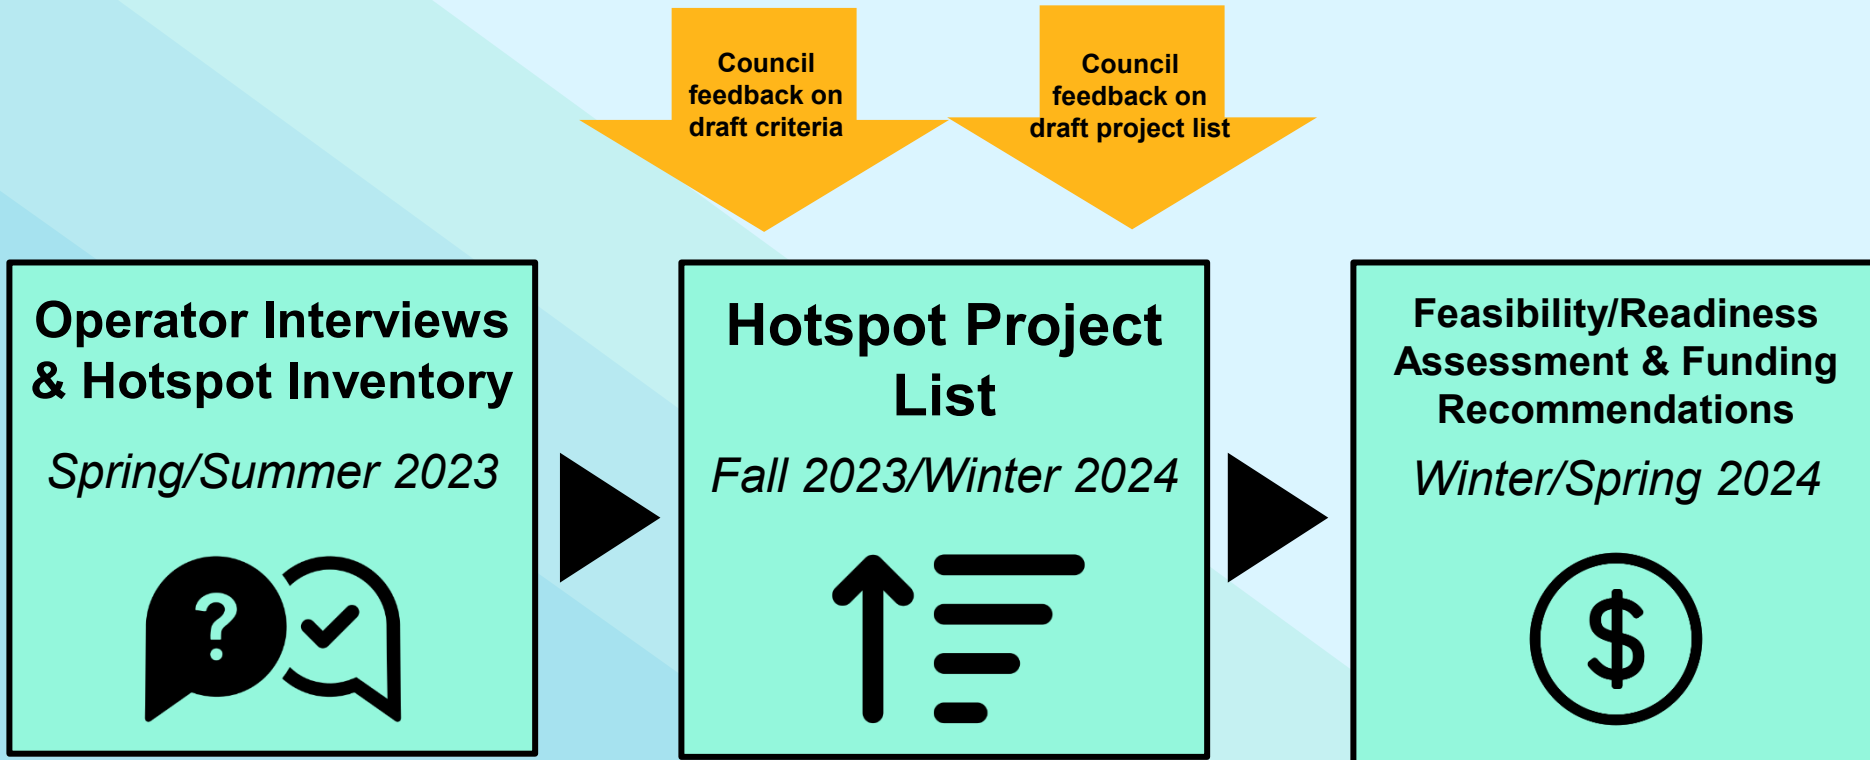 Council
feedback on
draft criteria
Council
feedback on
draft project list
Operator Interviews
& Hotspot Inventory
Spring/Summer 2023
?
Hotspot Project
List
Fall 2023/Winter 2024
Feasibility/Readiness
Assessment & Funding
Recommendations
Winter/Spring 2024
$